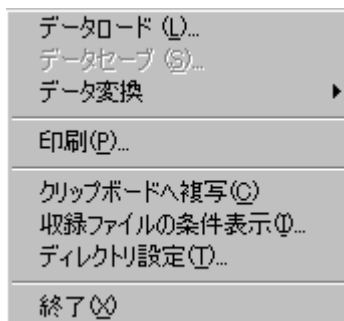 データロード (L)...
データセーブ (S)...
データ変換
印刷(P)...
クリップボードへ複写(C)
収録ファイルの条件表示(I)...
ディレクトリ設定(T)...
終了(X)